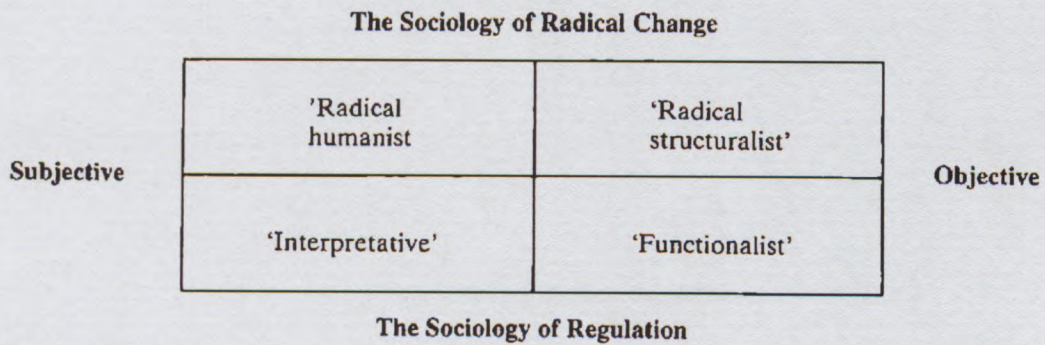 The Sociology of Radical Change
'Radical
humanist
‘Radical
structuralist’
Subjective
Objective
‘Interpretative’
‘Functionalist’
The Sociology of Regulation